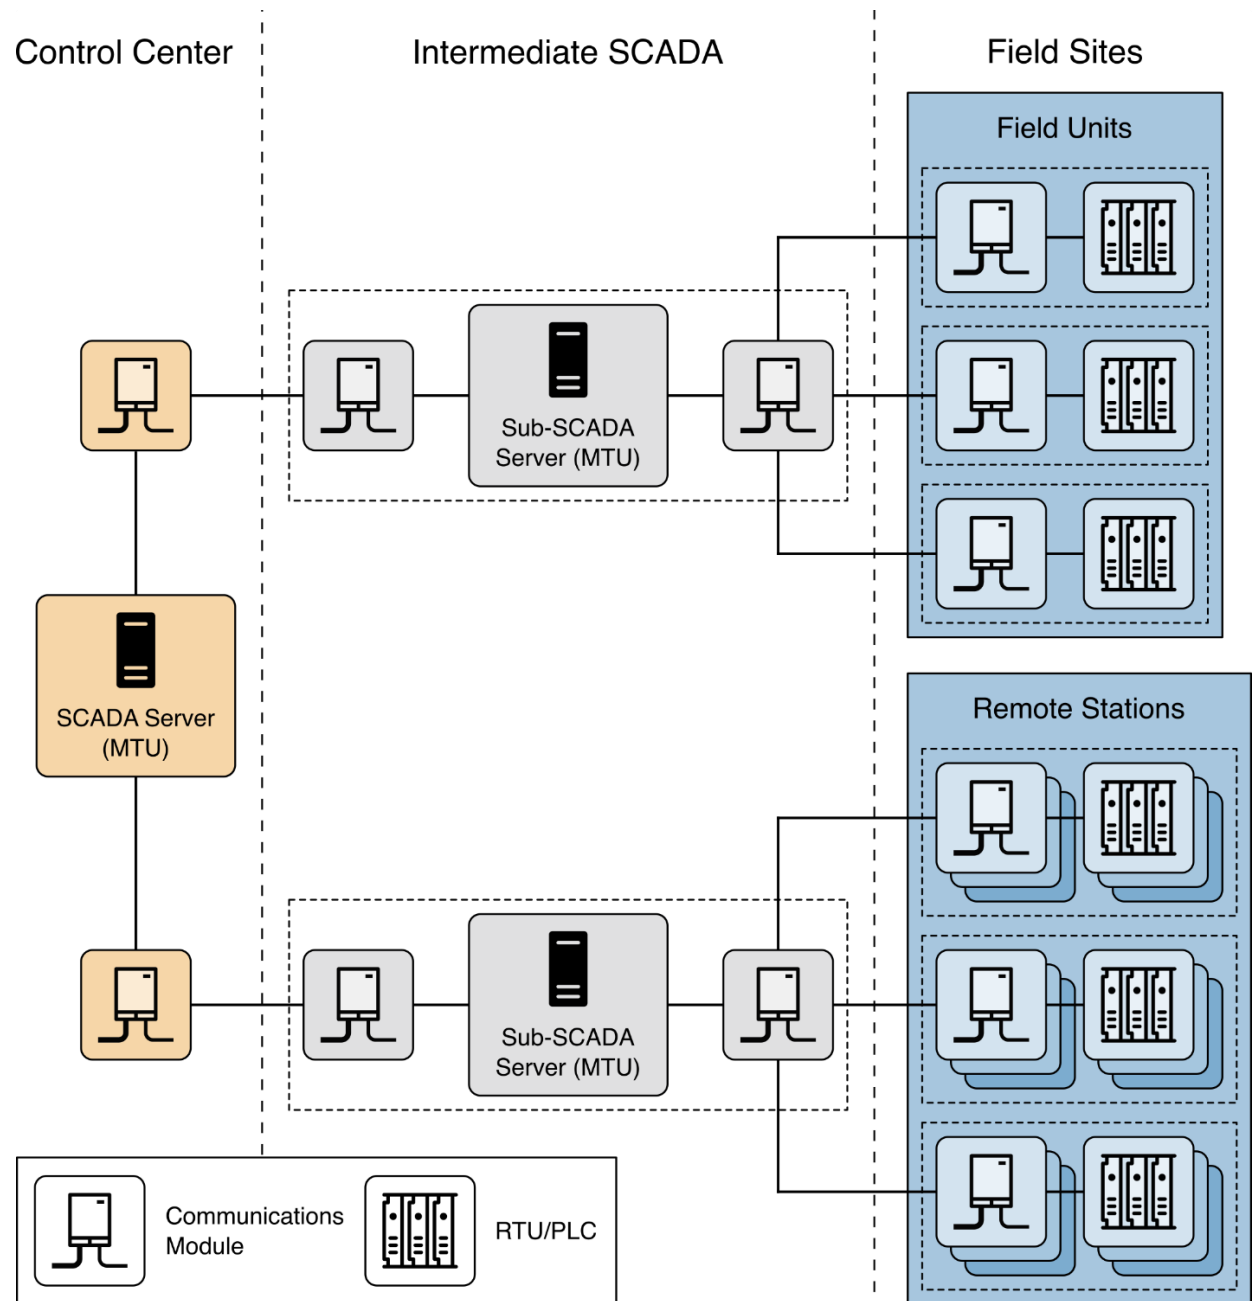 Control Center
Intermediate SCADA
Field Sites
Field Units
Sub-SCADA
Server (MTU)
SCADA Server
(MTU)
Remote Stations
Sub-SCADA
Server (MTU)
Communications
Module
RTU/PLC